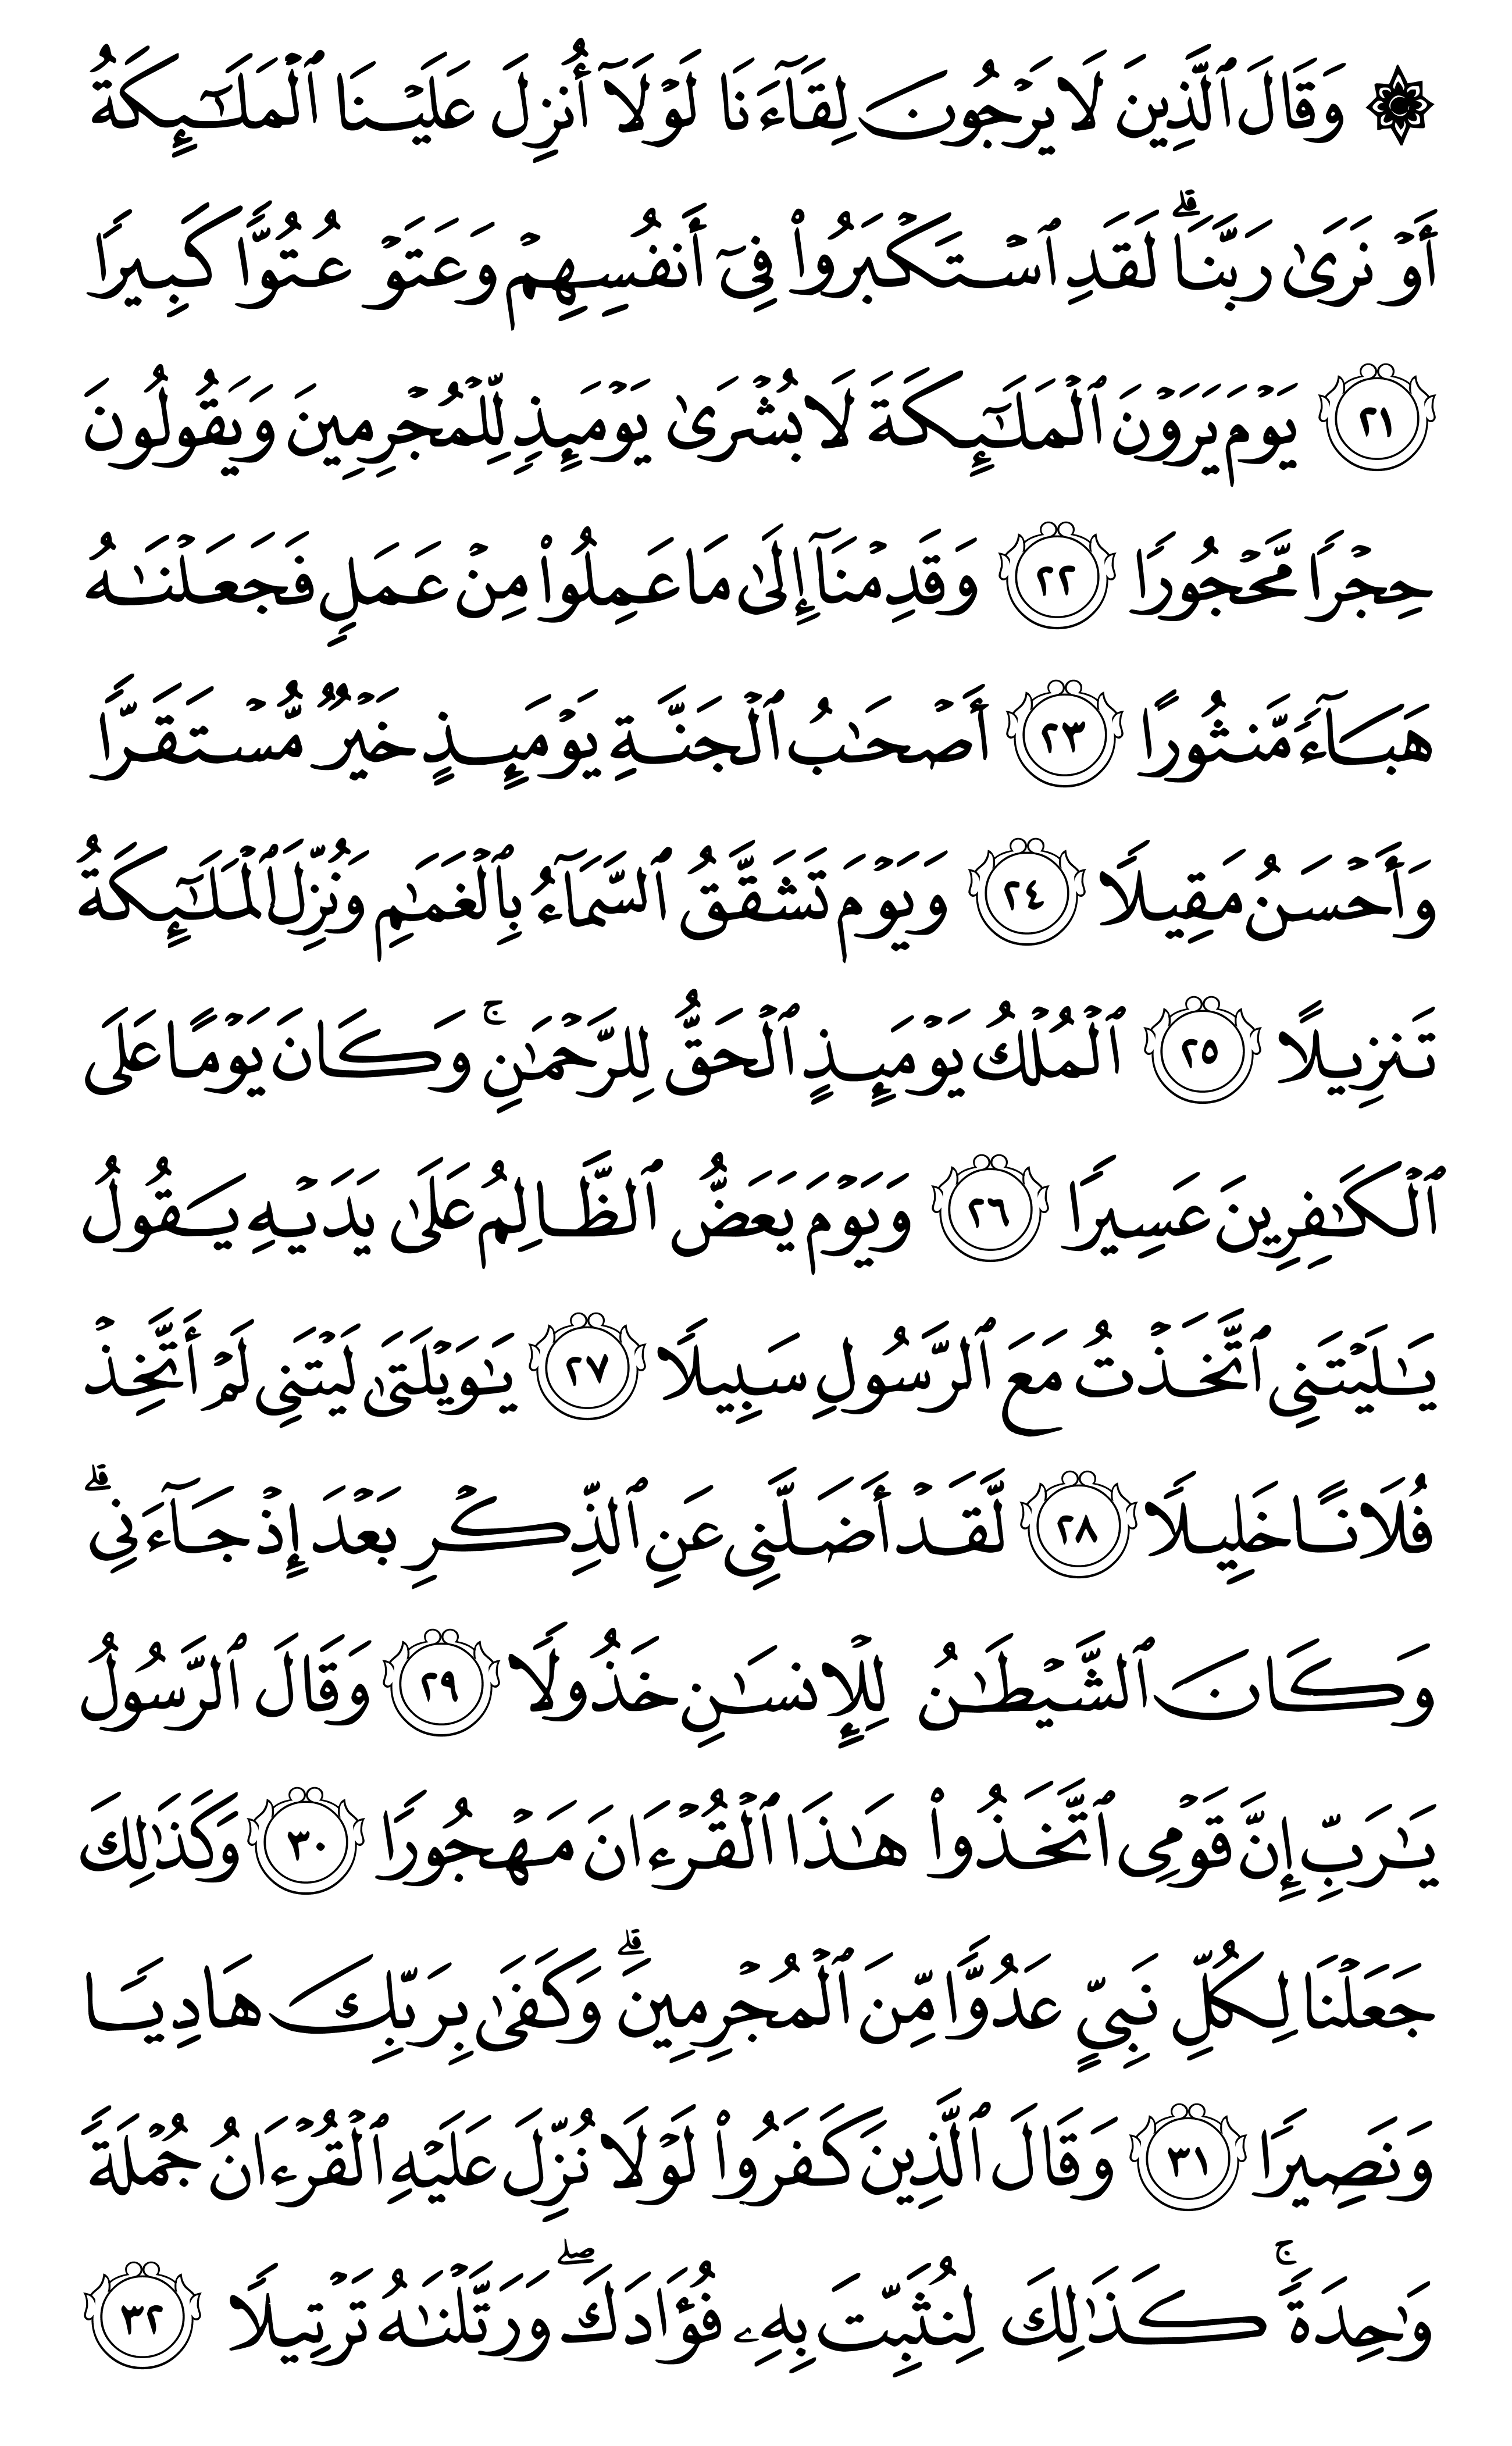 ۞ وَقَالَ ٱلَّذِينَ لَا يَرۡجُونَ لِقَآءَنَا لَوۡلَآ أُنزِلَ عَلَيۡنَا ٱلۡمَلَٰٓئِكَةُ
أَوۡ نَرَىٰ رَبَّنَاۗ لَقَدِ ٱسۡتَكۡبَرُواْ فِيٓ أَنفُسِهِمۡ وَعَتَوۡ عُتُوّٗا كَبِيرٗا
٢١ يَوۡمَ يَرَوۡنَ ٱلۡمَلَٰٓئِكَةَ لَا بُشۡرَىٰ يَوۡمَئِذٖ لِّلۡمُجۡرِمِينَ وَيَقُولُونَ
حِجۡرٗا مَّحۡجُورٗا ٢٢ وَقَدِمۡنَآ إِلَىٰ مَا عَمِلُواْ مِنۡ عَمَلٖ فَجَعَلۡنَٰهُ
هَبَآءٗ مَّنثُورًا ٢٣ أَصۡحَٰبُ ٱلۡجَنَّةِ يَوۡمَئِذٍ خَيۡرٞ مُّسۡتَقَرّٗا
وَأَحۡسَنُ مَقِيلٗا ٢٤ وَيَوۡمَ تَشَقَّقُ ٱلسَّمَآءُ بِٱلۡغَمَٰمِ وَنُزِّلَ ٱلۡمَلَٰٓئِكَةُ
تَنزِيلًا ٢٥ ٱلۡمُلۡكُ يَوۡمَئِذٍ ٱلۡحَقُّ لِلرَّحۡمَٰنِۚ وَكَانَ يَوۡمًا عَلَى
ٱلۡكَٰفِرِينَ عَسِيرٗا ٢٦ وَيَوۡمَ يَعَضُّ ٱلظَّالِمُ عَلَىٰ يَدَيۡهِ يَقُولُ
يَٰلَيۡتَنِي ٱتَّخَذۡتُ مَعَ ٱلرَّسُولِ سَبِيلٗا ٢٧ يَٰوَيۡلَتَىٰ لَيۡتَنِي لَمۡ أَتَّخِذۡ
فُلَانًا خَلِيلٗا ٢٨ لَّقَدۡ أَضَلَّنِي عَنِ ٱلذِّكۡرِ بَعۡدَ إِذۡ جَآءَنِيۗ
وَكَانَ ٱلشَّيۡطَٰنُ لِلۡإِنسَٰنِ خَذُولٗا ٢٩ وَقَالَ ٱلرَّسُولُ
يَٰرَبِّ إِنَّ قَوۡمِي ٱتَّخَذُواْ هَٰذَا ٱلۡقُرۡءَانَ مَهۡجُورٗا ٣٠ وَكَذَٰلِكَ
جَعَلۡنَا لِكُلِّ نَبِيٍّ عَدُوّٗا مِّنَ ٱلۡمُجۡرِمِينَۗ وَكَفَىٰ بِرَبِّكَ هَادِيٗا
وَنَصِيرٗا ٣١ وَقَالَ ٱلَّذِينَ كَفَرُواْ لَوۡلَا نُزِّلَ عَلَيۡهِ ٱلۡقُرۡءَانُ جُمۡلَةٗ
وَٰحِدَةٗۚ كَذَٰلِكَ لِنُثَبِّتَ بِهِۦ فُؤَادَكَۖ وَرَتَّلۡنَٰهُ تَرۡتِيلٗا ٣٢